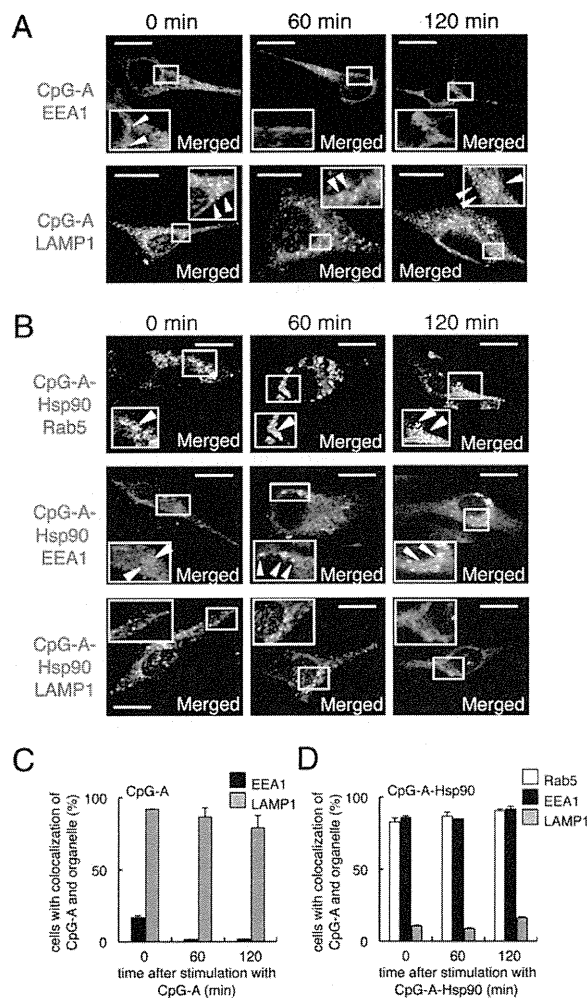 A
0 min 60 min 120 min
CpG-A
EEA1
Merged Merged Merged
CpG-A
LAMP1
Merged Merged Merged
B
0 min 60 min 120 min
CpG-A-
Hsp90
Rab5
Merged Merged Merged
CpG-A-
Hsp90
EEA1
Merged Merged Merged
CpG-A-
Hsp90
LAMP1
Merged Merged Merged
C
CpG-A
EEA1
LAMP1
cells with colocalization of
CpG-A and organelle (%)
100
50
0
0 60 120
time after stimulation with
CpG-A (min)
D
CpG-A-Hsp90
Rab5
EEA1
LAMP1
cells with colocalization of
CpG-A and organelle (%)
100
50
0
0 60 120
time after stimulation with
CpG-A-Hsp90 (min)